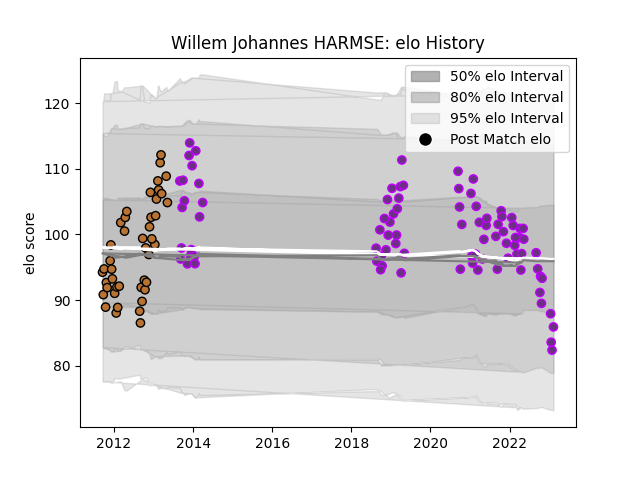 Willem Johannes HARMSE: elo History
50% elo Interval
80% elo Interval
95% elo Interval
Post Match elo
120
110
100
90
80
elo score
2012 2014 2016 2018 2020 2022